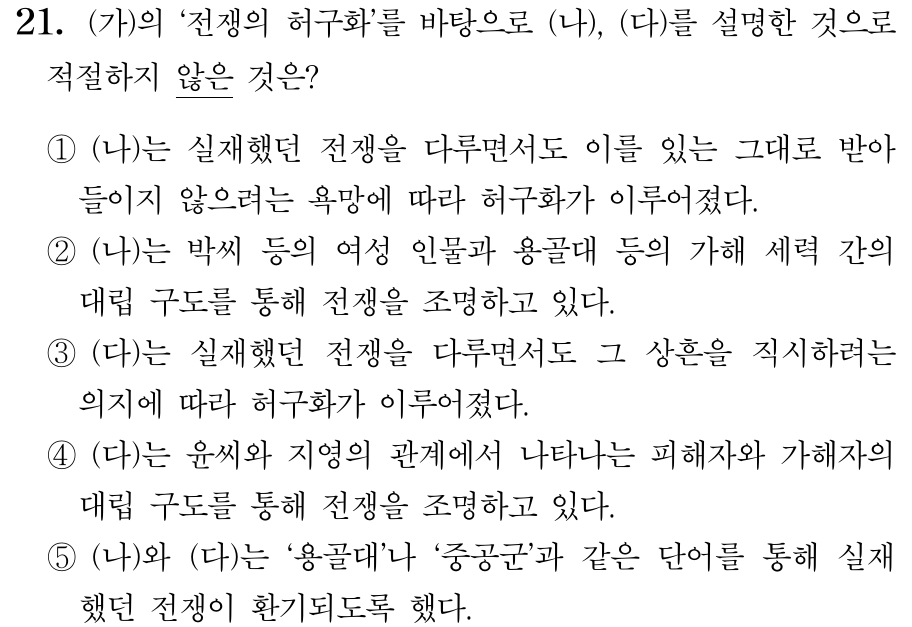 21. (가)의 ‘전쟁의 허구화’를 바탕으로 (나), (다)를 설명한 것으로
적절하지 않은 것은?
① (나)는 실재했던 전쟁을 다루면서도 이를 있는 그대로 받아
들이지 않으려는 욕망에 따라 허구화가 이루어졌다.
② (나)는 박씨 등의 여성 인물과 용골대 등의 가해 세력 간의
대립 구도를 통해 전쟁을 조명하고 있다.
③ (다)는 실재했던 전쟁을 다루면서도 그 상흔을 직시하려는
의지에 따라 허구화가 이루어졌다.
④ (다)는 윤씨와 지영의 관계에서 나타나는 피해자와 가해자의
대립 구도를 통해 전쟁을 조명하고 있다.
⑤ (나)와 (다)는 ‘용골대’나 ‘중공군’과 같은 단어를 통해 실재
했던 전쟁이 환기되도록 했다.